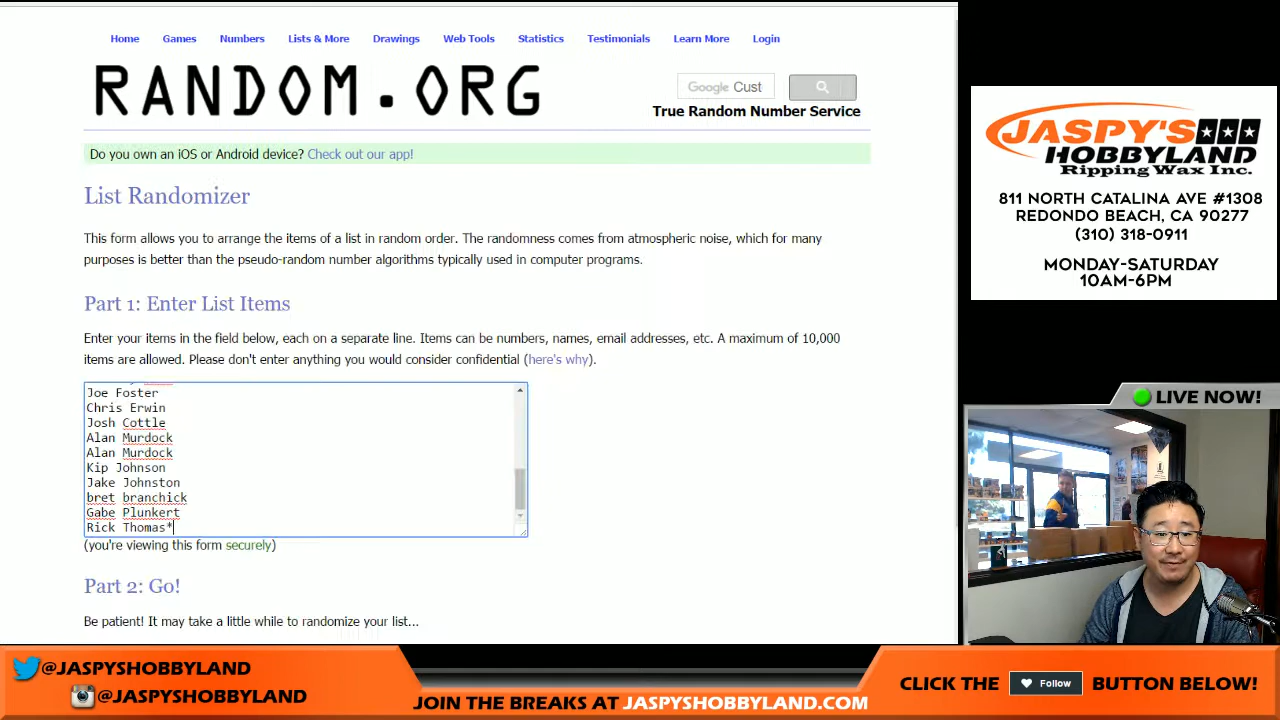 Home Games Numbers Lists & More Drawings Web Tools Statistics Testimonials Learn More Login
RANDOM.ORG
Google Cust
True Random Number Service
Do you own an iOS or Android device? Check out our app!
List Randomizer
This form allows you to arrange the items of a list in random order. The randomness comes from atmospheric noise, which for many
purposes is better than the pseudo-random number algorithms typically used in computer programs.
Part 1: Enter List Items
Enter your items in the field below, each on a separate line. Items can be numbers, names, email addresses, etc. A maximum of 10,000
items are allowed. Please don't enter anything you would consider confidential (here's why).
Joe Foster
Chris Erwin
Josh Cottle
Alan Murdock
Alan Murdock
Kip Johnson
Jake Johnston
bret branchick
Gabe Plunkert
Rick Thomas*
(you're viewing this form securely)
Part 2: Go!
Be patient! It may take a little while to randomize your list...
JASPY'S
HOBBYLAND
Ripping Wax Inc.
811 NORTH CATALINA AVE #1308
REDONDO BEACH, CA 90277
(310) 318-0911
MONDAY-SATURDAY
10AM-6PM
LIVE NOW!
@JASPYSHOBBYLAND
@JASPYSHOBBYLAND
JOIN THE BREAKS AT JASPYSHOBBYLAND.COM
CLICK THE Follow BUTTON BELOW!